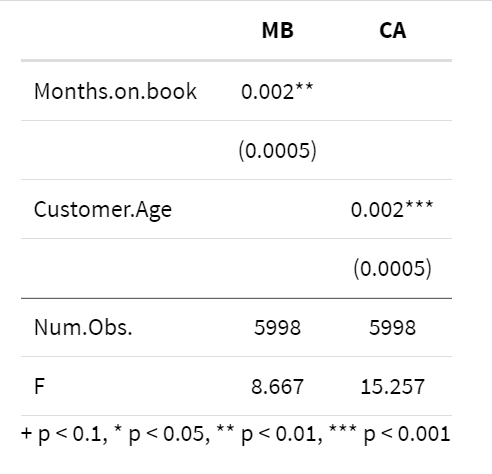 MB CA
Months.on.book 0.002**
(0.0005)
Customer.Age 0.002***
(0.0005)
Num.Obs. 5998 5998
F 8.667 15.257
+ p < 0.1, * p < 0.05, ** p < 0.01, *** p < 0.001